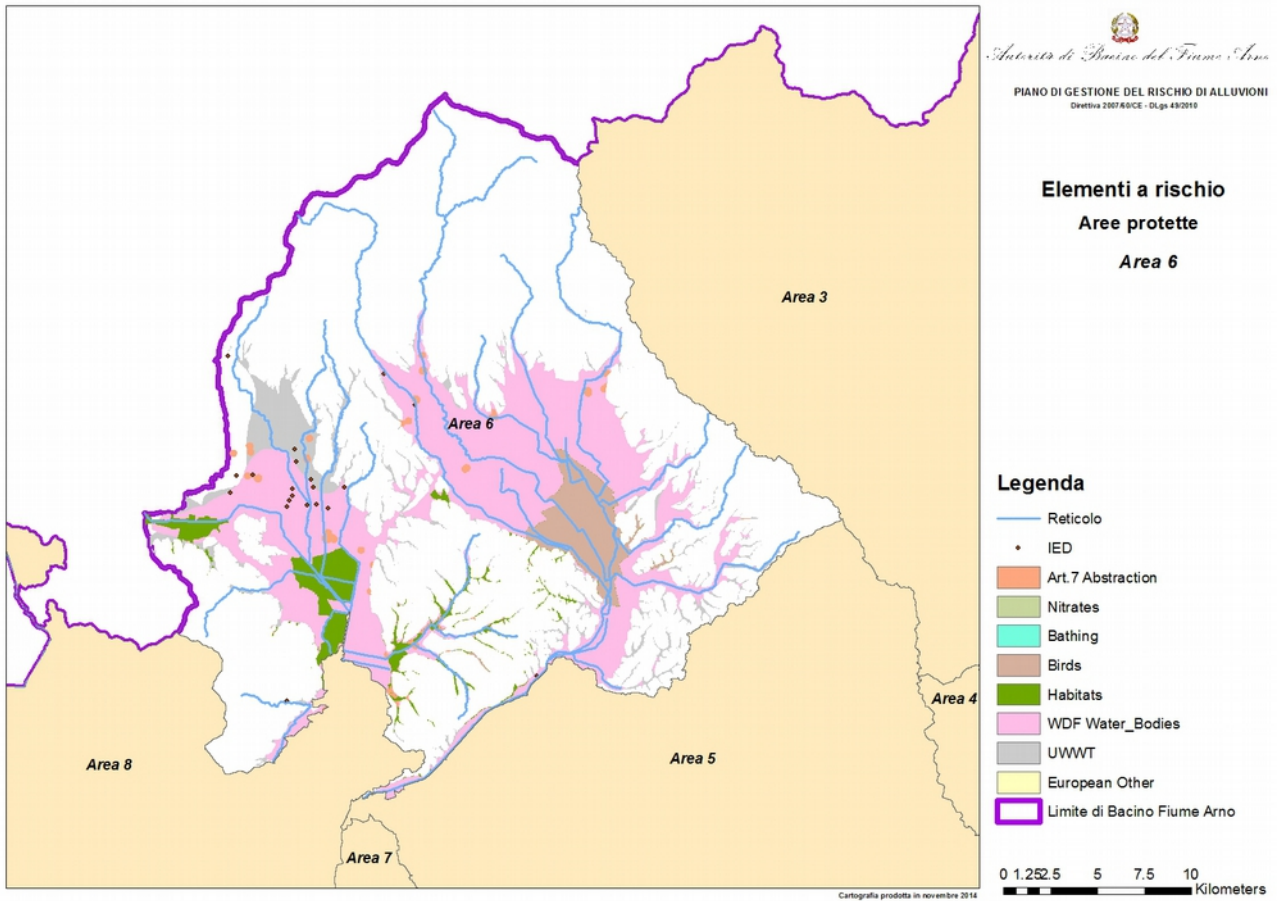 Autorità di Bacino del Fiume Arno
PIANO DI GESTIONE DEL RISCHIO DI ALLUVIONI
Direttiva 2007/60/CE - DLgs 49/2010
Elementi a rischio
Aree protette
Area 6
Area 3
Area 6
Area 4
Area 5
Area 8
Area 7
Legenda
Reticolo
IED
Art.7 Abstraction
Nitrates
Bathing
Birds
Habitats
WDF Water_Bodies
UWWT
European Other
Limite di Bacino Fiume Arno
0 1.252.5 5 7.5 10
Kilometers
Cartografia prodotta in novembre 2014